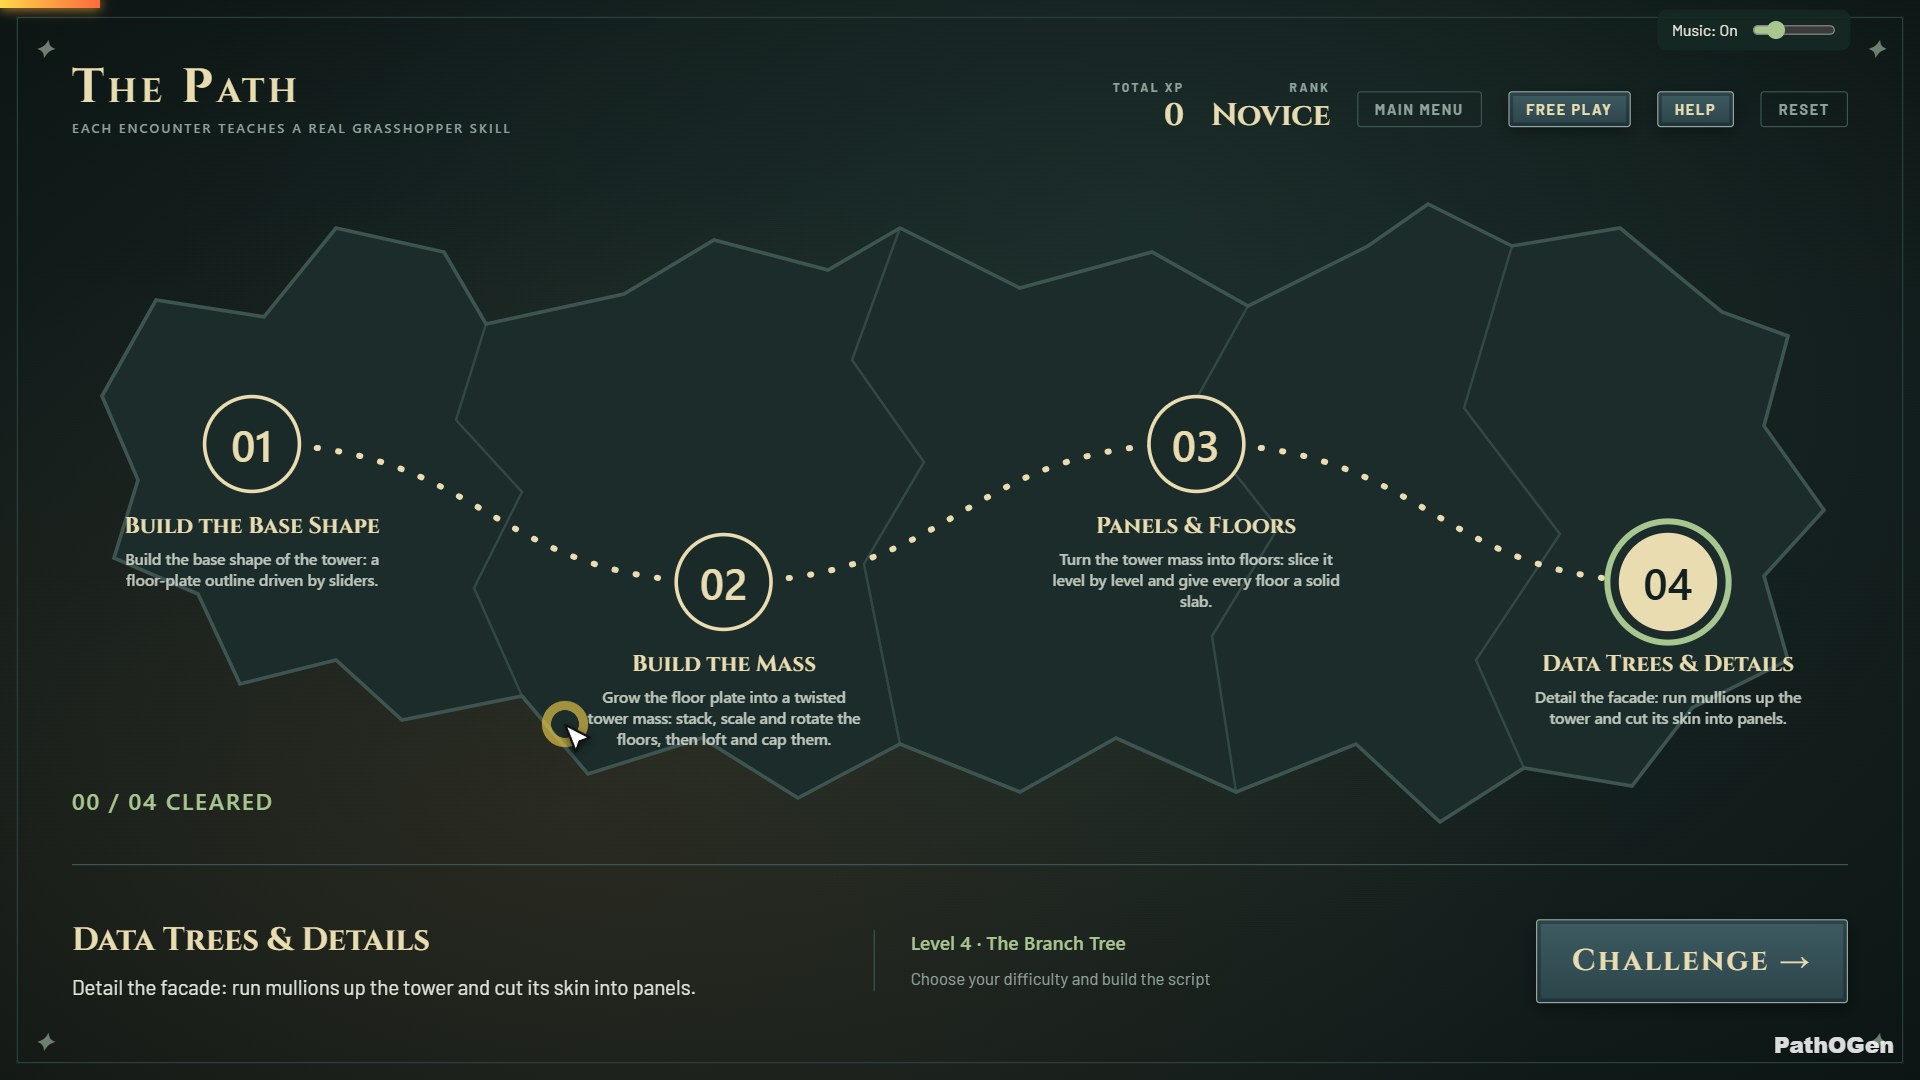 Music: On
The Path
EACH ENCOUNTER TEACHES A REAL GRASSHOPPER SKILL
TOTAL XP
0
RANK
Novice
MAIN MENU
FREE PLAY
HELP
RESET
01
Build the Base Shape
Build the base shape of the tower: a
floor-plate outline driven by sliders.
02
Build the Mass
Grow the floor plate into a twisted
tower mass: stack, scale and rotate the
floors, then loft and cap them.
03
Panels & Floors
Turn the tower mass into floors: slice it
level by level and give every floor a solid
slab.
04
Data Trees & Details
Detail the facade: run mullions up the
tower and cut its skin into panels.
00 / 04 CLEARED
Data Trees & Details
Detail the facade: run mullions up the tower and cut its skin into panels.
Level 4 · The Branch Tree
Choose your difficulty and build the script
Challenge →
PathOGen